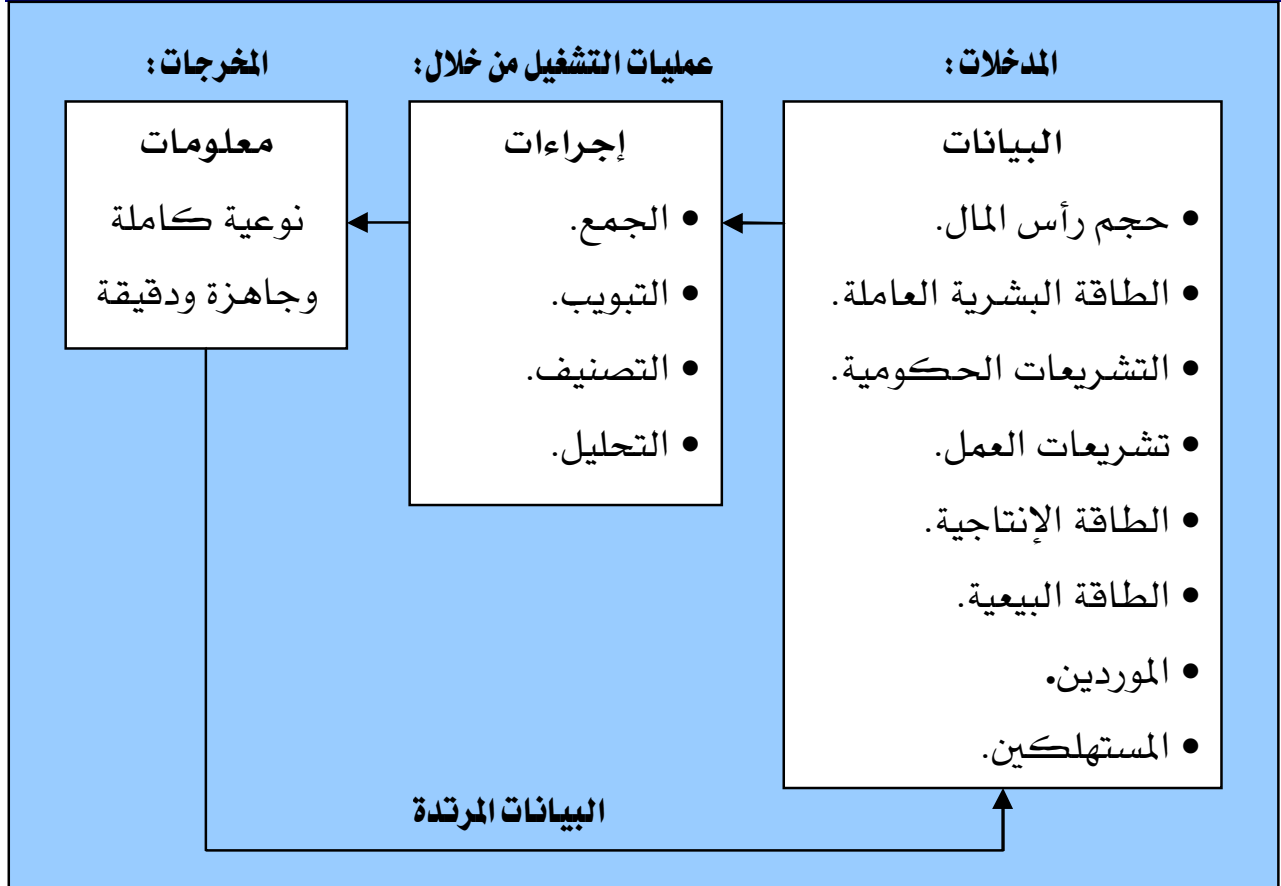 المدخلات:
البيانات
• حجم رأس المال.
• الطاقة البشرية العاملة.
• التشريعات الحكومية.
• تشريعات العمل.
• الطاقة الإنتاجية.
• الطاقة البيعية.
• الموردين.
• المستهلكين.
عمليات التشغيل من خلال:
إجراءات
• الجمع.
• التبويب.
• التصنيف.
• التحليل.
المخرجات:
معلومات
نوعية كاملة
وجاهزة ودقيقة
البيانات المرتدة